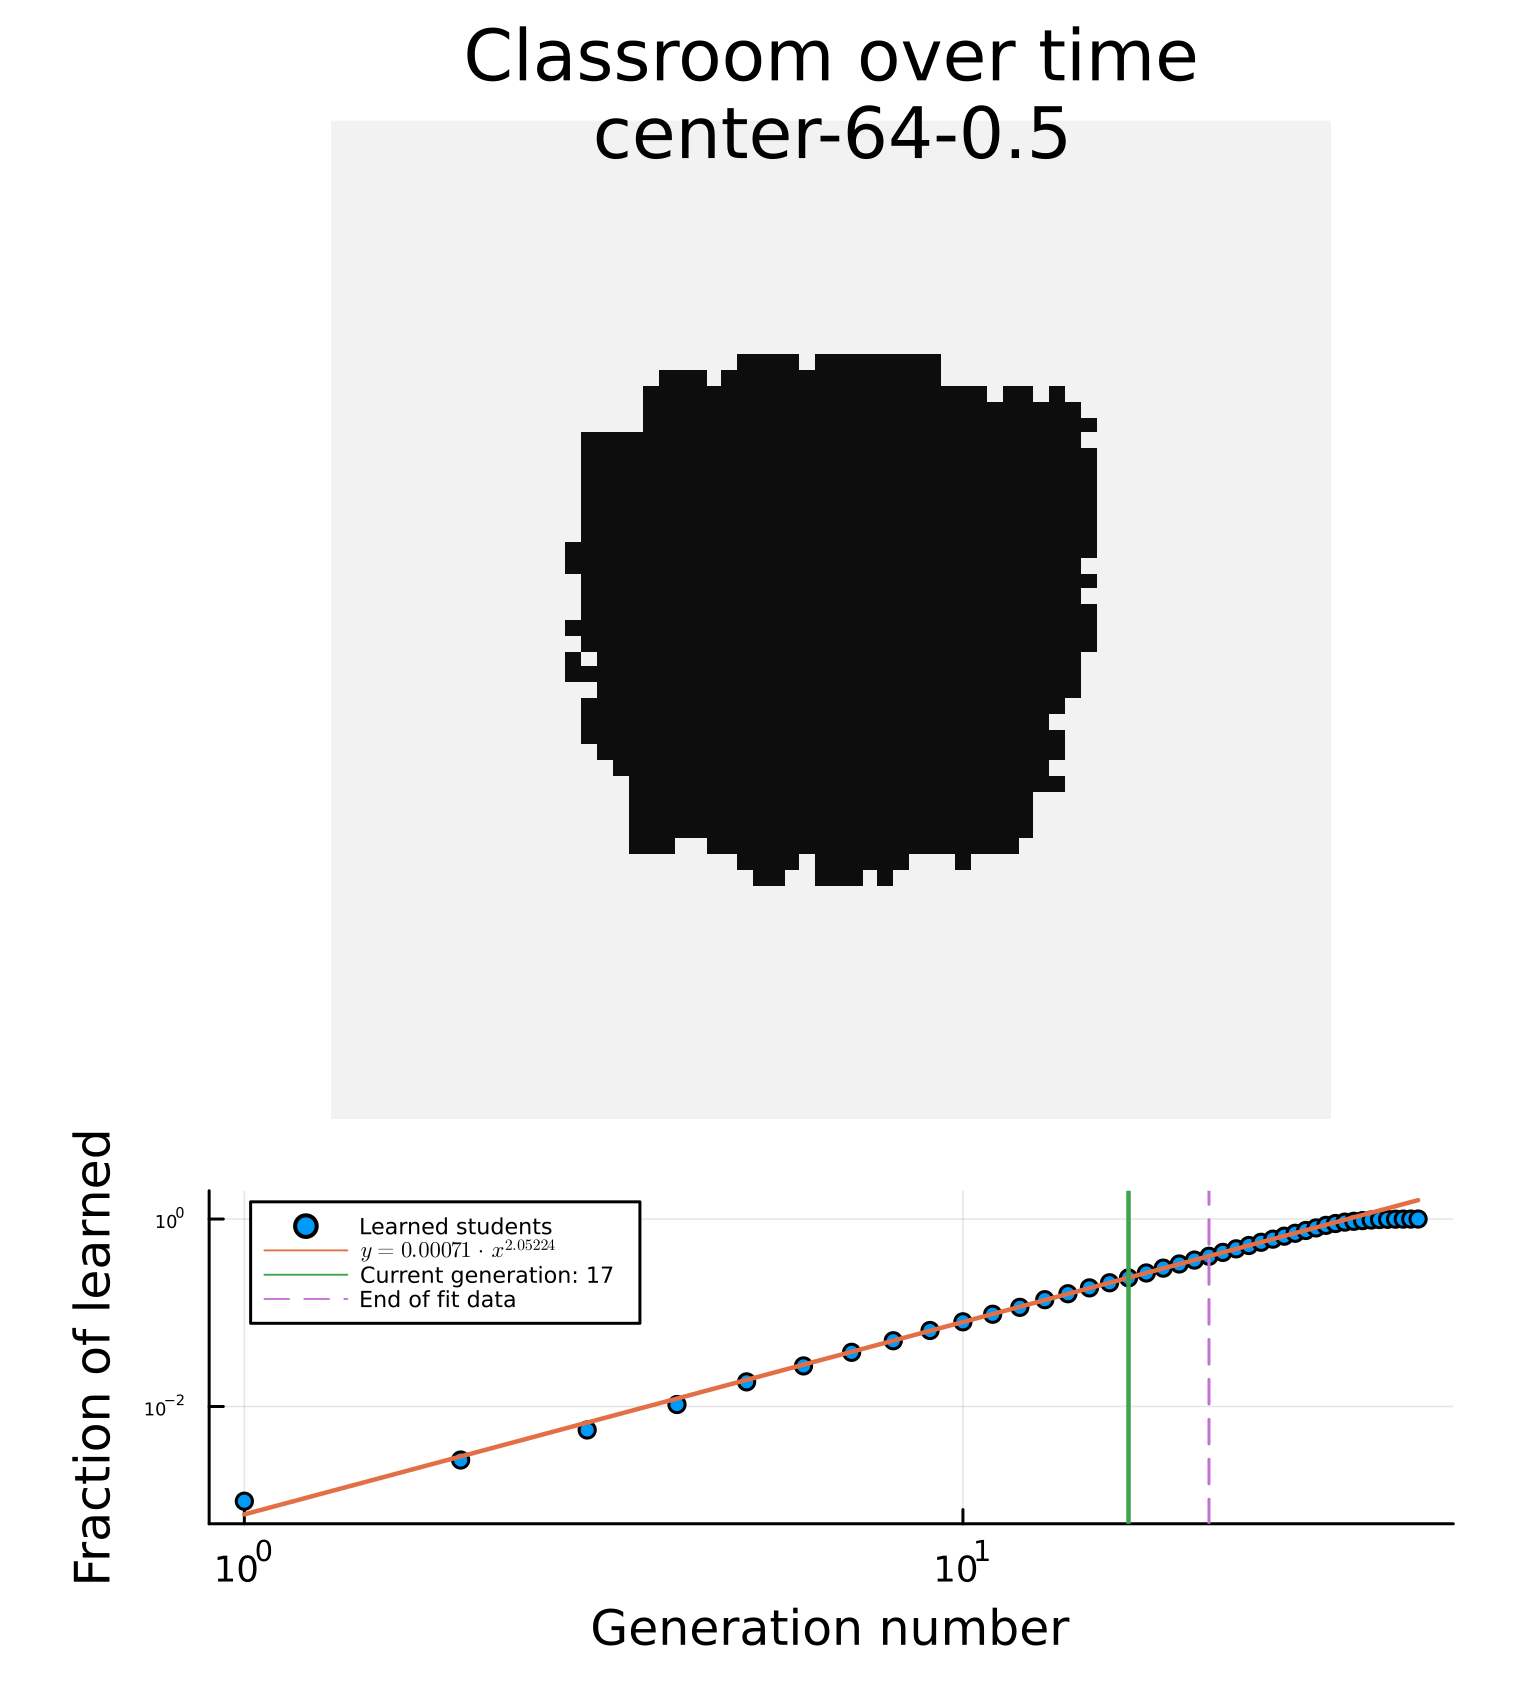 Classroom over time
center-64-0.5
Fraction of learned
10^0
10^−2
Learned students
y = 0.00071 · x^2.05224
Current generation: 17
End of fit data
10^0
10^1
Generation number